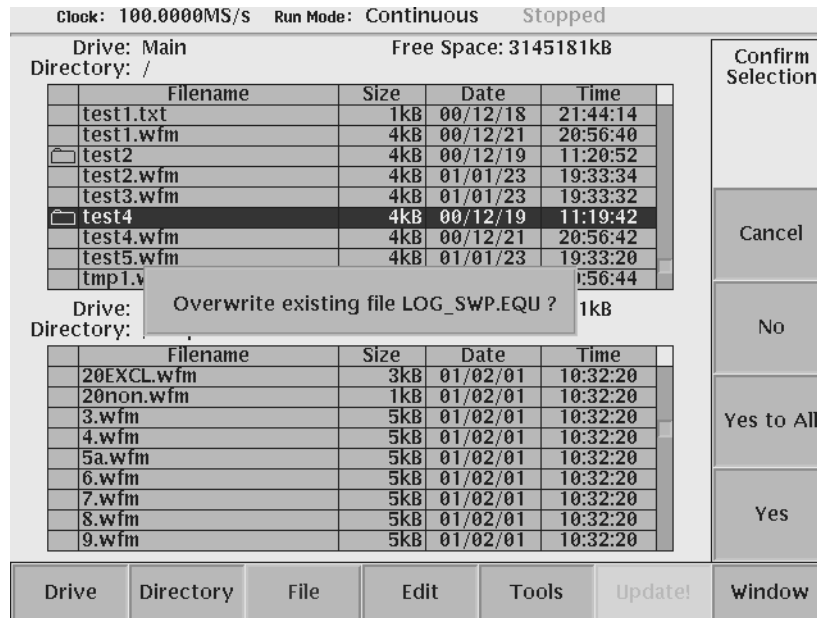 Clock: 100.0000MS/s Run Mode: Continuous Stopped
Drive: Main Free Space: 3145181kB
Directory: /
Filename Size Date Time
test1.txt 1kB 00/12/18 21:44:14
test1.wfm 4kB 00/12/21 20:56:40
test2 4kB 00/12/19 11:20:52
test2.wfm 4kB 01/01/23 19:33:34
test3.wfm 4kB 01/01/23 19:33:32
test4 4kB 00/12/19 11:19:42
test4.wfm 4kB 00/12/21 20:56:42
test5.wfm 4kB 01/01/23 19:33:20
Overwrite existing file LOG_SWP.EQU ?
Drive: 1kB
Directory:
Filename Size Date Time
20EXCL.wfm 3kB 01/02/01 10:32:20
20non.wfm 1kB 01/02/01 10:32:20
3.wfm 5kB 01/02/01 10:32:20
4.wfm 5kB 01/02/01 10:32:20
5a.wfm 5kB 01/02/01 10:32:20
6.wfm 5kB 01/02/01 10:32:20
7.wfm 5kB 01/02/01 10:32:20
8.wfm 5kB 01/02/01 10:32:20
9.wfm 5kB 01/02/01 10:32:20
Confirm
Selection
Cancel
No
Yes to All
Yes
Drive Directory File Edit Tools Update! Window